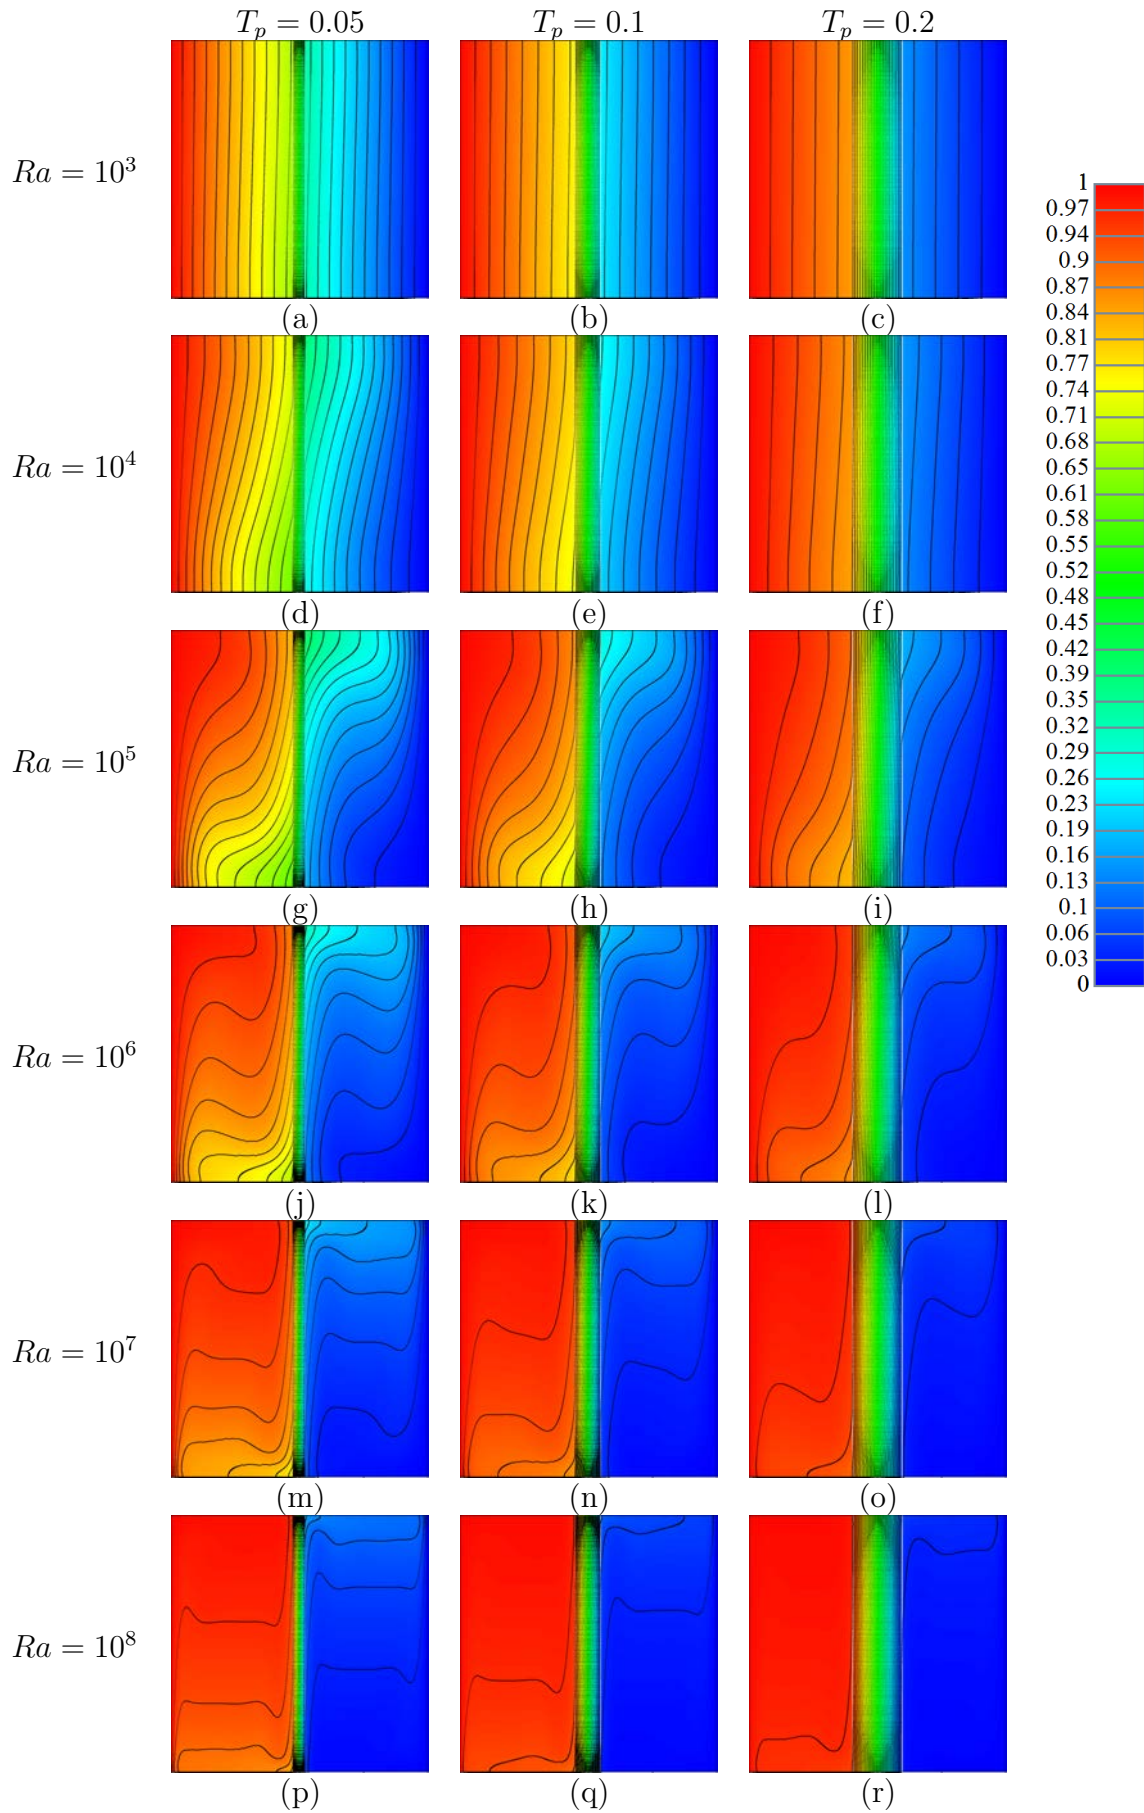 T_p = 0.05 T_p = 0.1 T_p = 0.2
Ra = 10^3
(a) (b) (c)
Ra = 10^4
(d) (e) (f)
Ra = 10^5
(g) (h) (i)
Ra = 10^6
(j) (k) (l)
Ra = 10^7
(m) (n) (o)
Ra = 10^8
(p) (q) (r)
1
0.97
0.94
0.9
0.87
0.84
0.81
0.77
0.74
0.71
0.68
0.65
0.61
0.58
0.55
0.52
0.48
0.45
0.42
0.39
0.35
0.32
0.29
0.26
0.23
0.19
0.16
0.13
0.1
0.06
0.03
0